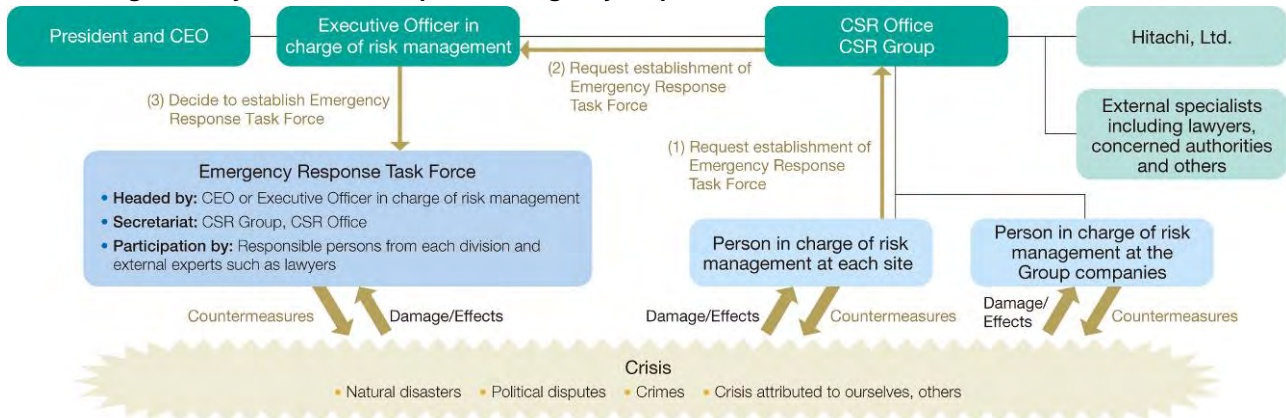 President and CEO
Executive Officer in
charge of risk management
CSR Office
CSR Group
Hitachi, Ltd.
(2) Request establishment of
Emergency Response
Task Force
(3) Decide to establish Emergency
Response Task Force
External specialists
including lawyers,
concerned authorities
and others
(1) Request establishment of
Emergency Response
Task Force
Emergency Response Task Force
• Headed by: CEO or Executive Officer in charge of risk management
• Secretariat: CSR Group, CSR Office
• Participation by: Responsible persons from each division and
external experts such as lawyers
Person in charge of risk
management at each site
Person in charge of risk
management at the
Group companies
Countermeasures
Damage/Effects
Damage/Effects
Countermeasures
Damage/
Effects
Countermeasures
Crisis
• Natural disasters • Political disputes • Crimes • Crisis attributed to ourselves, others